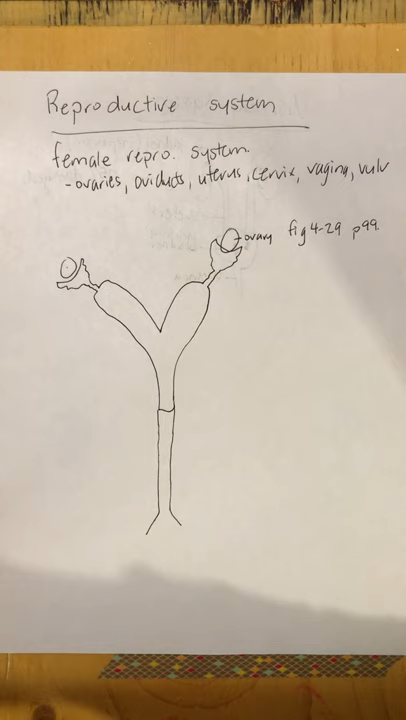 Reproductive system
female repro. system.
- ovaries, oviducts, uterus, cervix, vagina, vulv
ovary fig 4-29 p99.